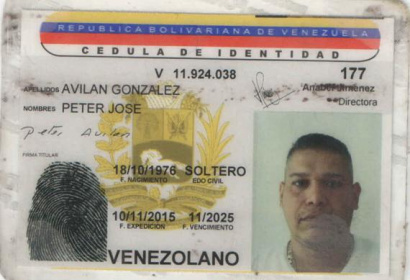 REPUBLICA BOLIVARIANA DE VENEZUELA
CEDULA DE IDENTIDAD
V 11.924.038 177
APELLIDOS AVILAN GONZALEZ Anabel Jimenez
NOMBRES PETER JOSE Directora
Peter Avilan
FIRMA TITULAR
18/10/1976 SOLTERO
F. NACIMIENTO EDO CIVIL
10/11/2015 11/2025
F. EXPEDICION F. VENCIMIENTO
VENEZOLANO